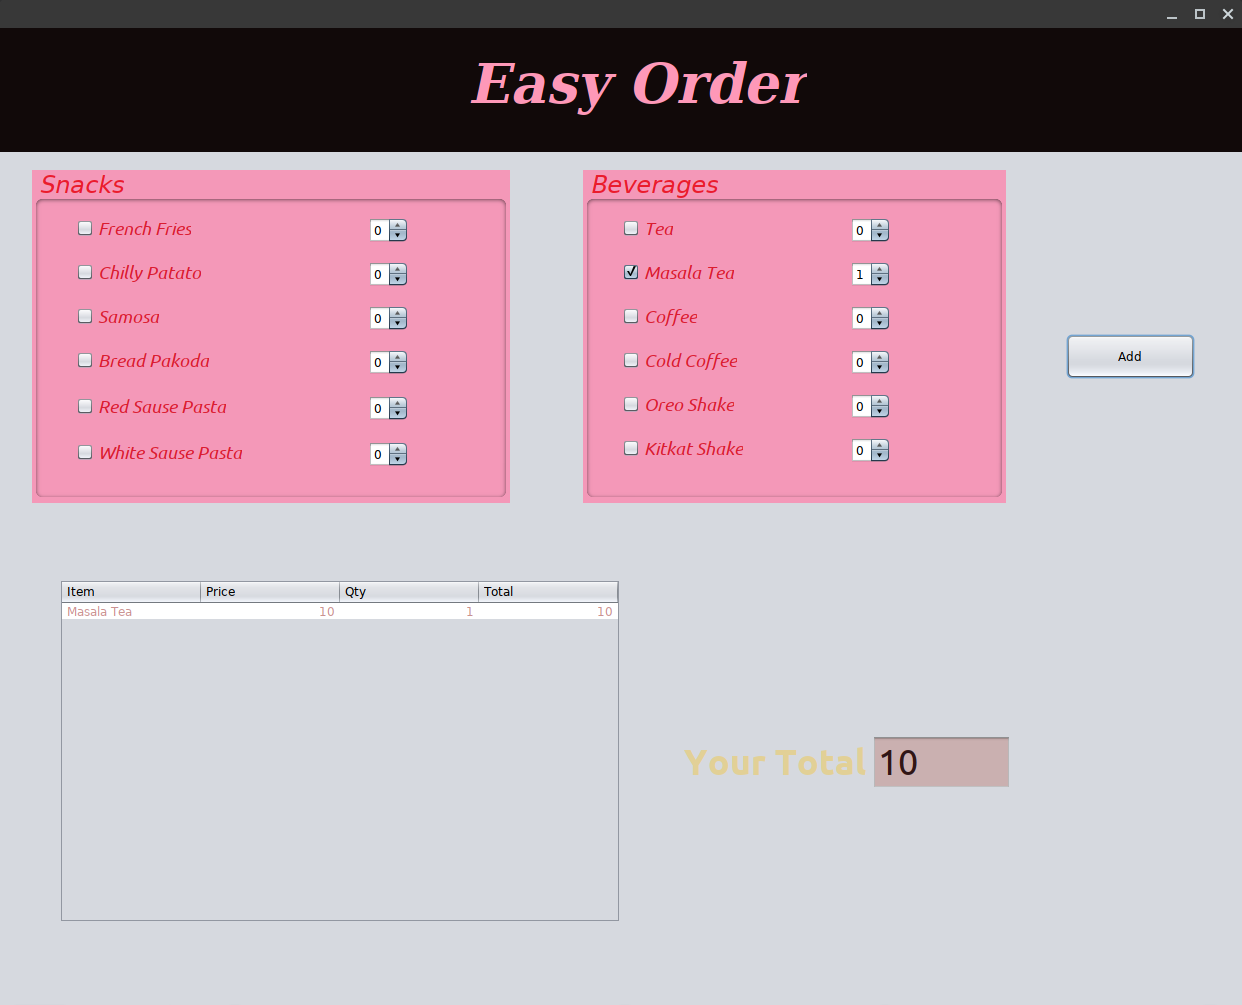 Easy Order
Snacks
French Fries 0
Chilly Patato 0
Samosa 0
Bread Pakoda 0
Red Sause Pasta 0
White Sause Pasta 0
Beverages
Tea 0
Masala Tea 1
Coffee 0
Cold Coffee 0
Oreo Shake 0
Kitkat Shake 0
Add
Item Price Qty Total
Masala Tea 10 1 10
Your Total 10